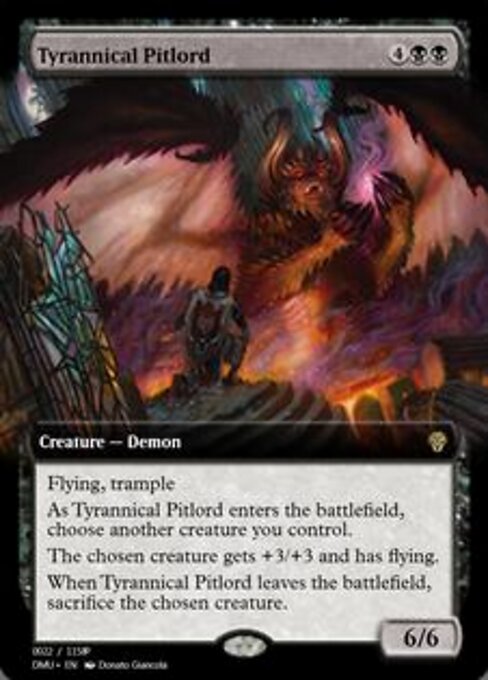 Tyrannical Pitlord 4
Creature — Demon
Flying, trample
As Tyrannical Pitlord enters the battlefield,
choose another creature you control.
The chosen creature gets +3/+3 and has flying.
When Tyrannical Pitlord leaves the battlefield,
sacrifice the chosen creature.
6/6
DMU • EN Donato Giancola